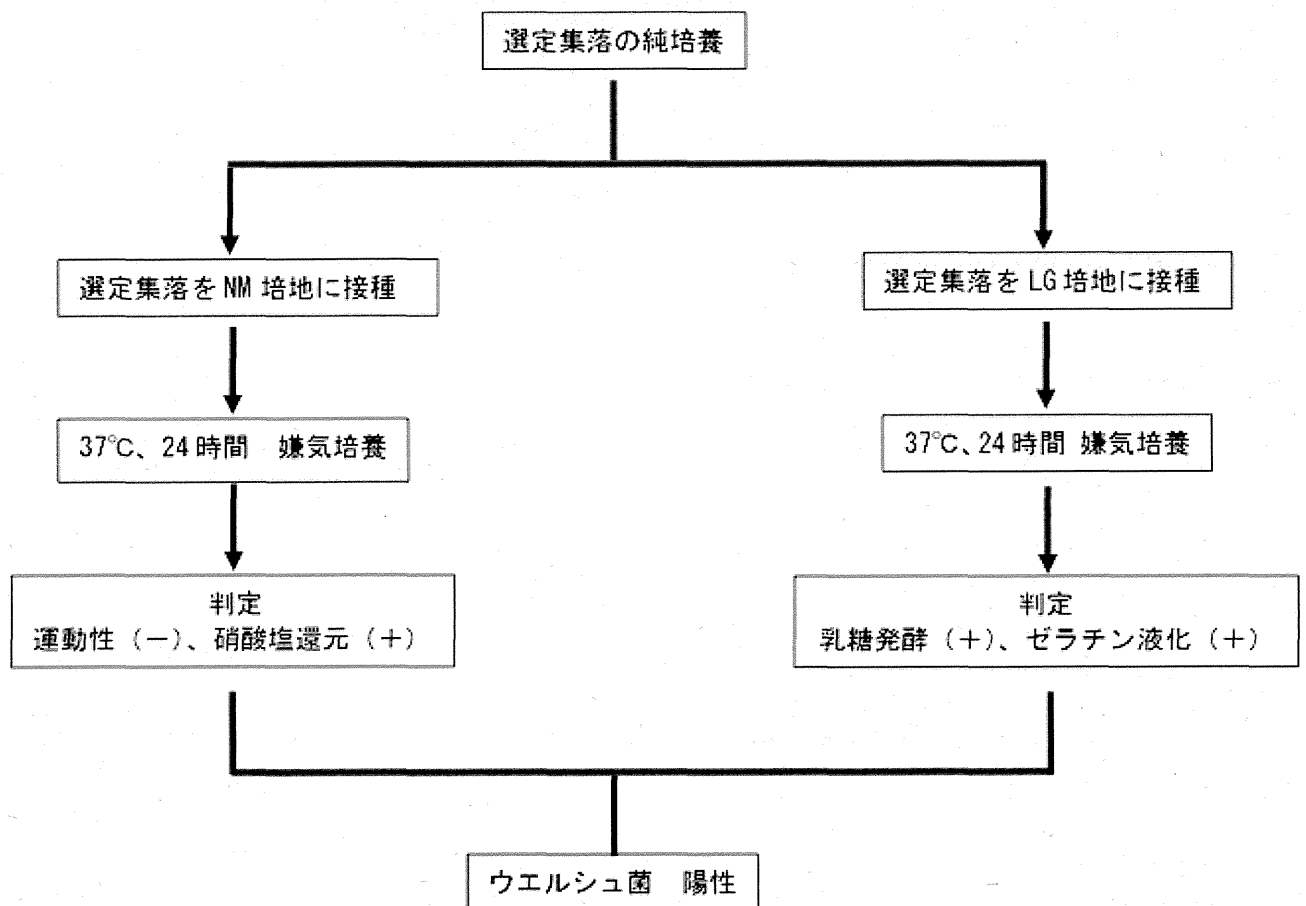 選定集落の純培養
選定集落を NM 培地に接種
37℃、24 時間　嫌気培養
判定
運動性（－）、硝酸塩還元（＋）
選定集落を LG 培地に接種
37℃、24 時間 嫌気培養
判定
乳糖発酵（＋）、ゼラチン液化（＋）
ウエルシュ菌　陽性